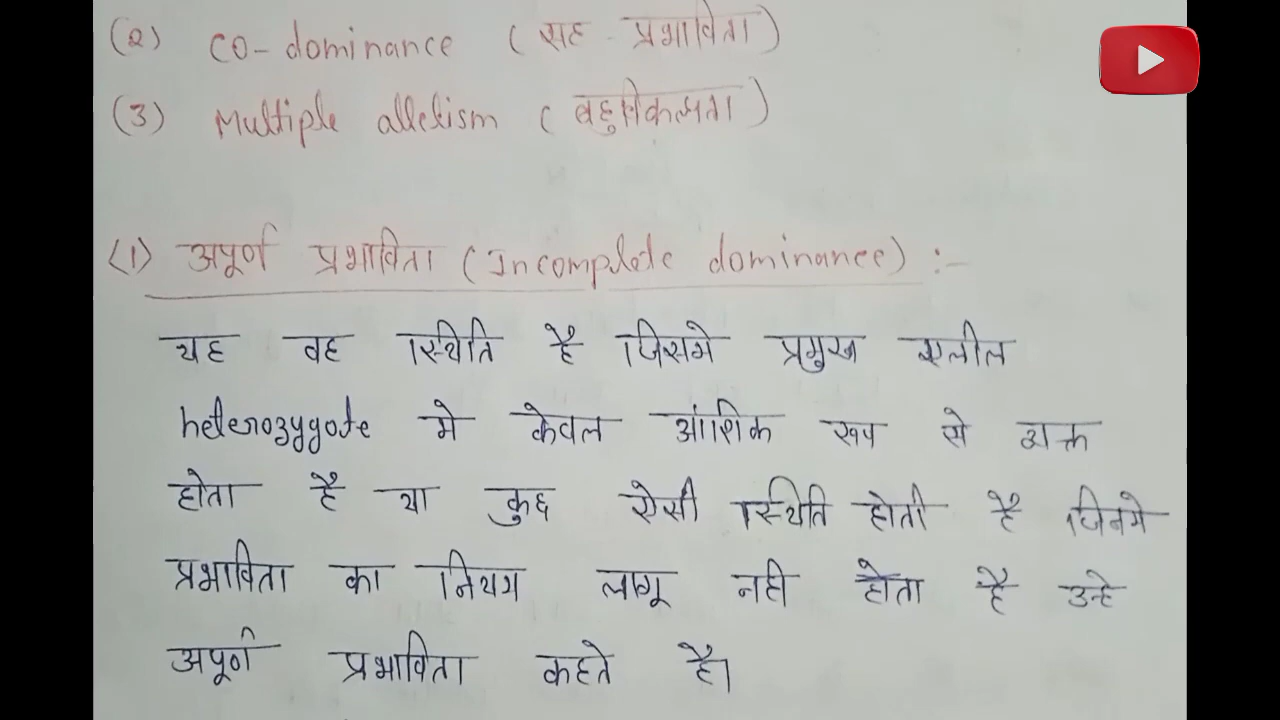 (2) Co-dominance (सह-प्रभाविता)
(3) Multiple allelism (बहुविकल्पता)
(1) अपूर्ण प्रभाविता (Incomplete dominance) :-
यह वह स्थिति है जिसमे प्रमुख एलील
heterozygote मे केवल आंशिक रूप से व्यक्त
होता है या कुछ ऐसी स्थिति होती है जिनमे
प्रभाविता का नियम लागू नही होता है उन्हे
अपूर्ण प्रभाविता कहते है।